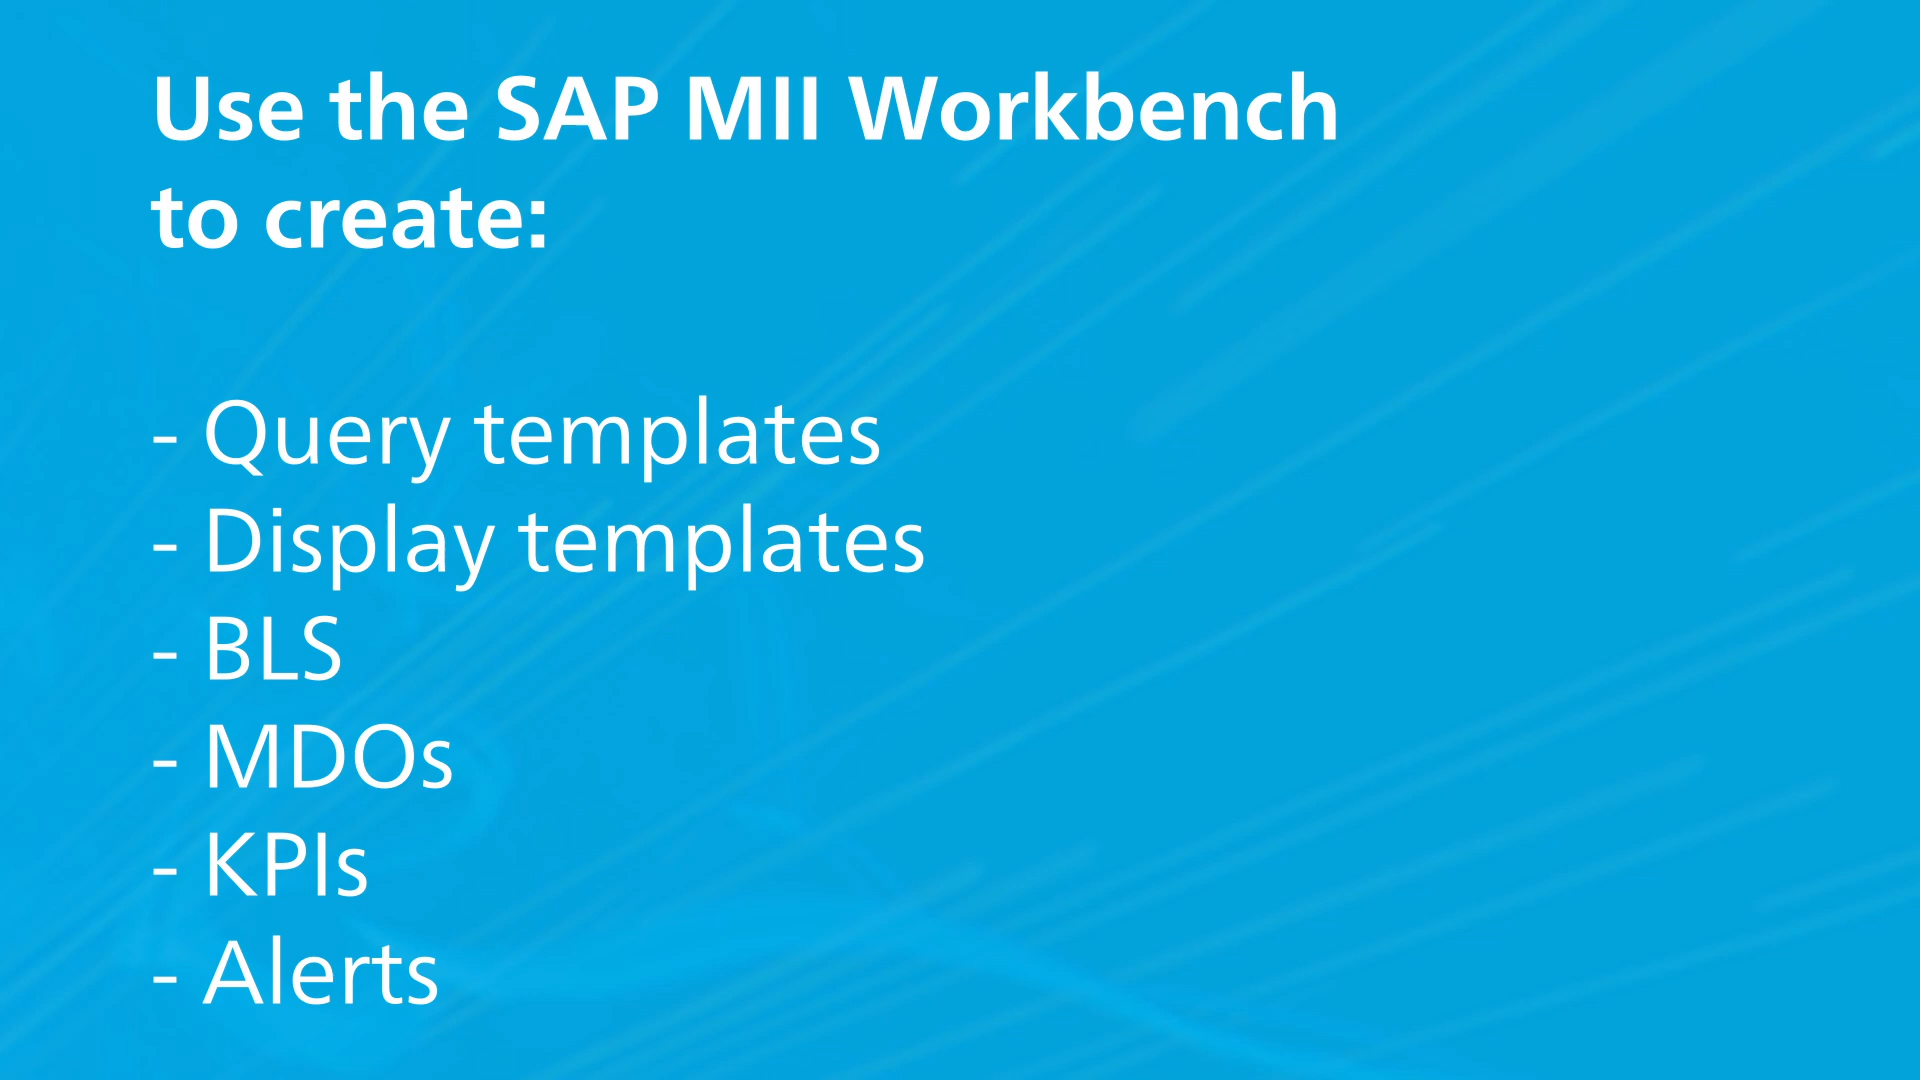 Use the SAP MII Workbench
to create:
- Query templates
- Display templates
- BLS
- MDOs
- KPIs
- Alerts